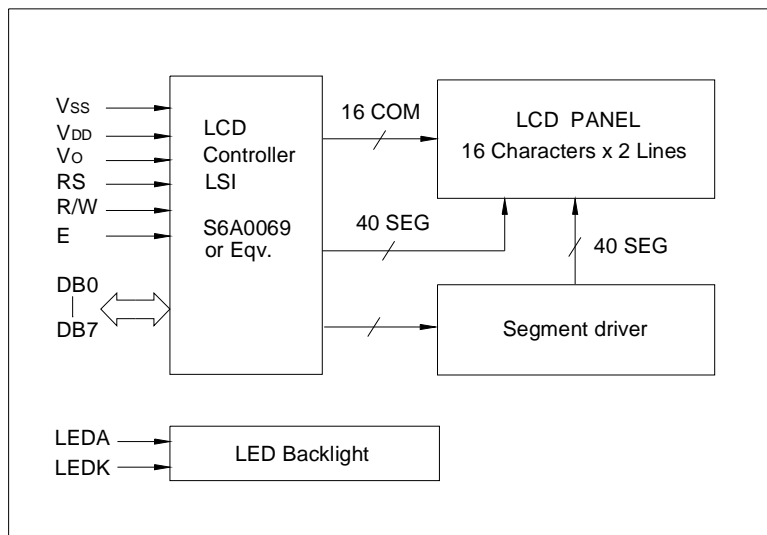 Vss
VDD
Vo
RS
R/W
E
DB0
DB7
LCD
Controller
LSI
S6A0069
or Eqv.
16 COM
40 SEG
LCD PANEL
16 Characters x 2 Lines
40 SEG
Segment driver
LEDA
LEDK
LED Backlight